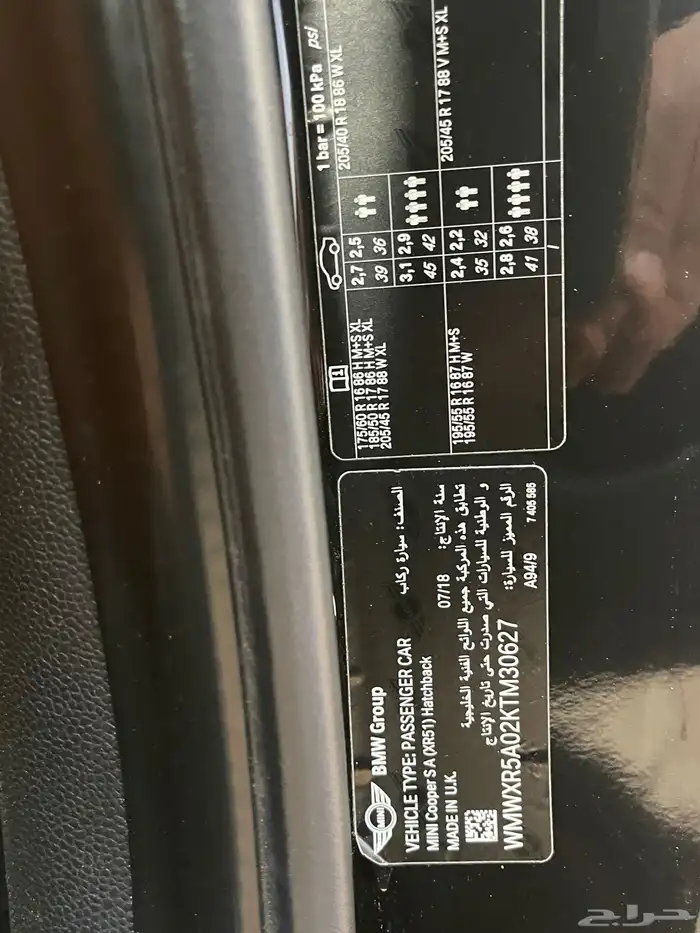 BMW Group
VEHICLE TYPE: PASSENGER CAR
الصنف: سيارة ركاب
MINI Cooper S A (XR51) Hatchback
MADE IN U.K.
07/18
سنة الإنتاج:
تطابق هذه المركبة جميع اللوائح الفنية الخليجية
و الوطنية للسيارات التي صدرت حتى تاريخ الإنتاج
الرقم المميز للسيارة:
WMWXR5A02KTM30627
A94/9
7 405 586
MINI
1 bar = 100 kPa psi
175/60 R 16 86 H M+S XL
185/50 R 17 86 H M+S XL
205/45 R 17 88 W XL
2,7 2,5
39 36
3,1 2,9
45 42
205/40 R 18 86 W XL
195/55 R 16 87 H M+S
195/55 R 16 87 W
2,4 2,2
35 32
2,8 2,6
41 38
205/45 R 17 88 V M+S XL
/
حراج